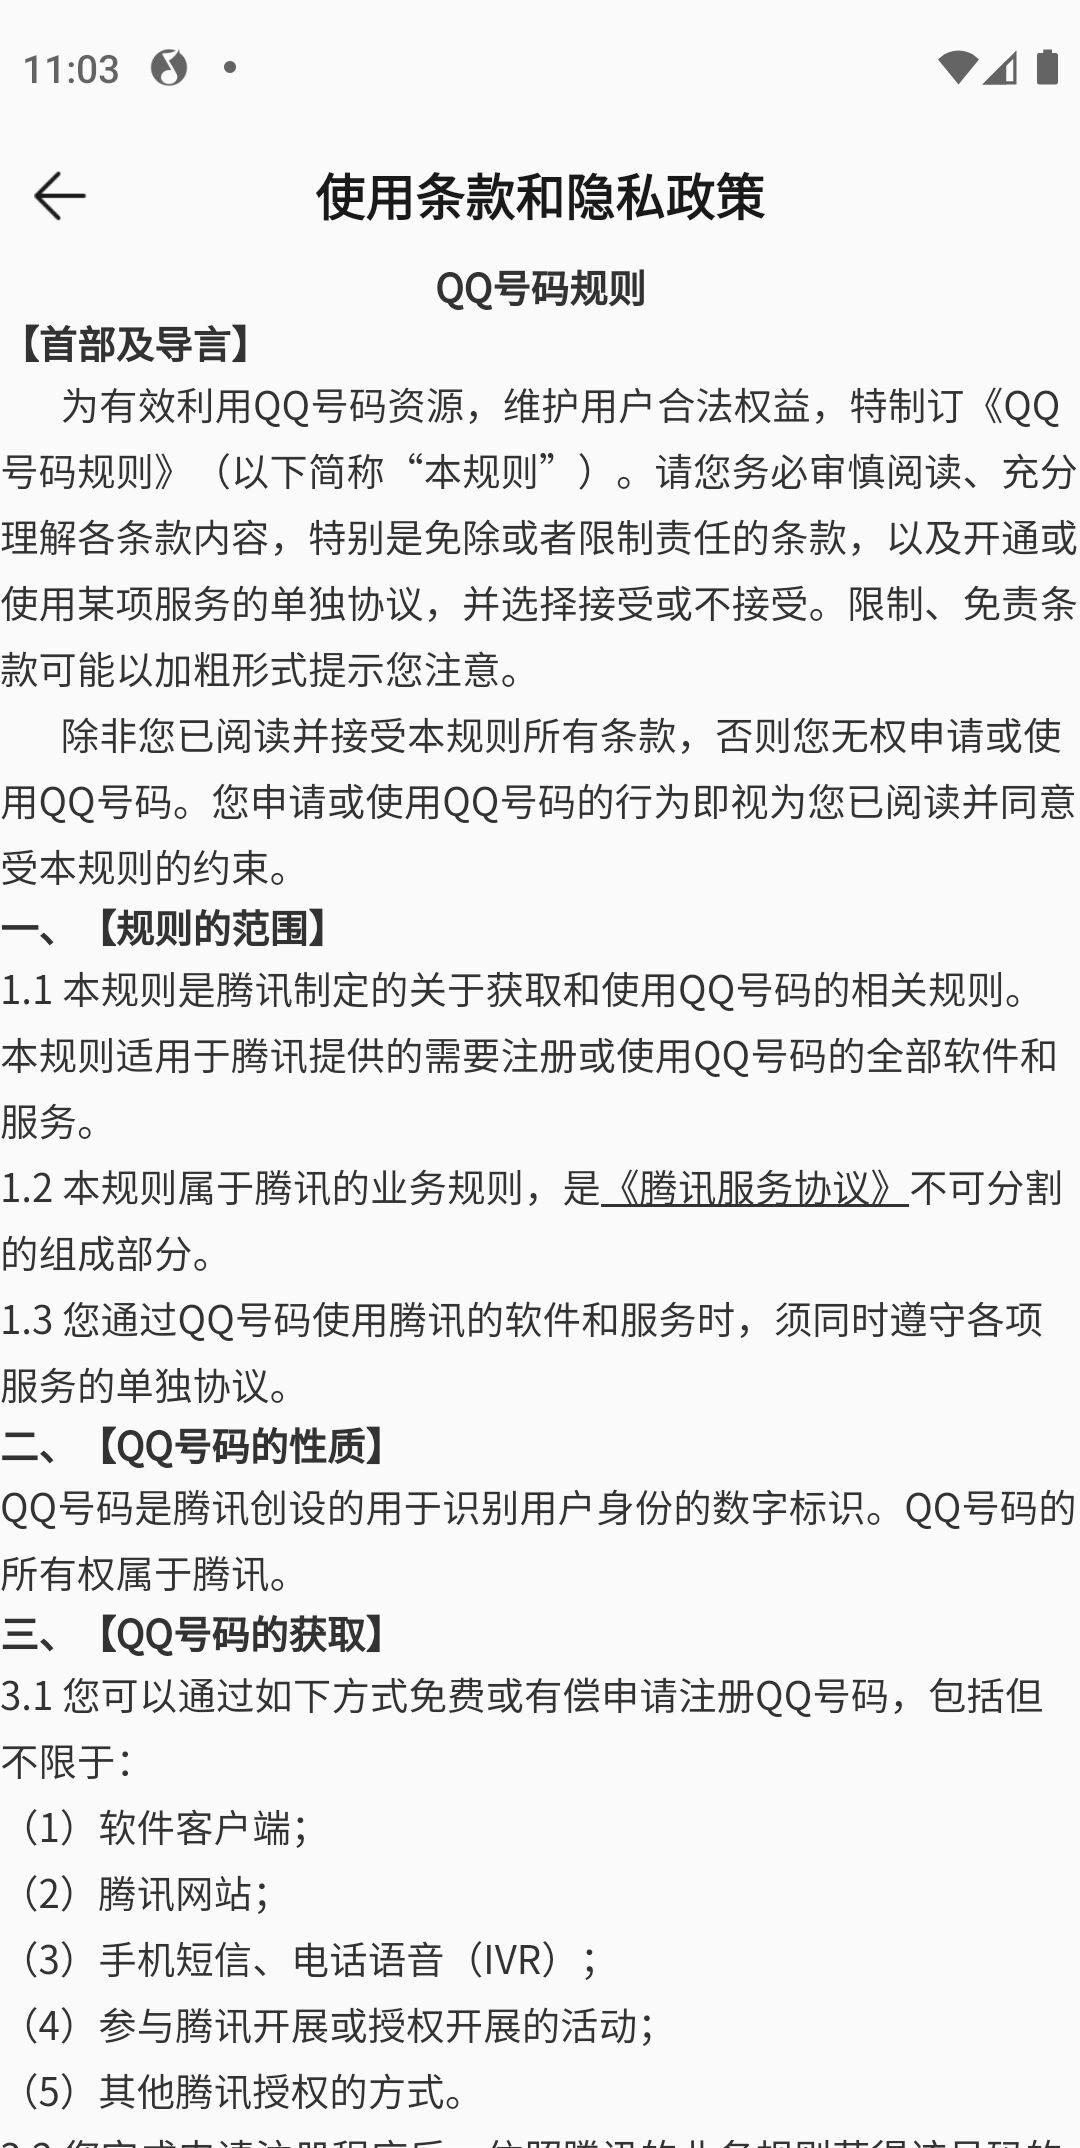 11:03
使用条款和隐私政策
QQ号码规则
【首部及导言】
为有效利用QQ号码资源，维护用户合法权益，特制订《QQ
号码规则》（以下简称“本规则”）。请您务必审慎阅读、充分
理解各条款内容，特别是免除或者限制责任的条款，以及开通或
使用某项服务的单独协议，并选择接受或不接受。限制、免责条
款可能以加粗形式提示您注意。
除非您已阅读并接受本规则所有条款，否则您无权申请或使
用QQ号码。您申请或使用QQ号码的行为即视为您已阅读并同意
受本规则的约束。
一、【规则的范围】
1.1 本规则是腾讯制定的关于获取和使用QQ号码的相关规则。
本规则适用于腾讯提供的需要注册或使用QQ号码的全部软件和
服务。
1.2 本规则属于腾讯的业务规则，是《腾讯服务协议》不可分割
的组成部分。
1.3 您通过QQ号码使用腾讯的软件和服务时，须同时遵守各项
服务的单独协议。
二、【QQ号码的性质】
QQ号码是腾讯创设的用于识别用户身份的数字标识。QQ号码的
所有权属于腾讯。
三、【QQ号码的获取】
3.1 您可以通过如下方式免费或有偿申请注册QQ号码，包括但
不限于：
（1）软件客户端；
（2）腾讯网站；
（3）手机短信、电话语音（IVR）；
（4）参与腾讯开展或授权开展的活动；
（5）其他腾讯授权的方式。